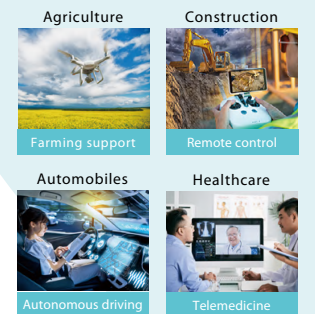 Agriculture
Construction
Farming support
Remote control
Automobiles
Healthcare
Autonomous driving
Telemedicine